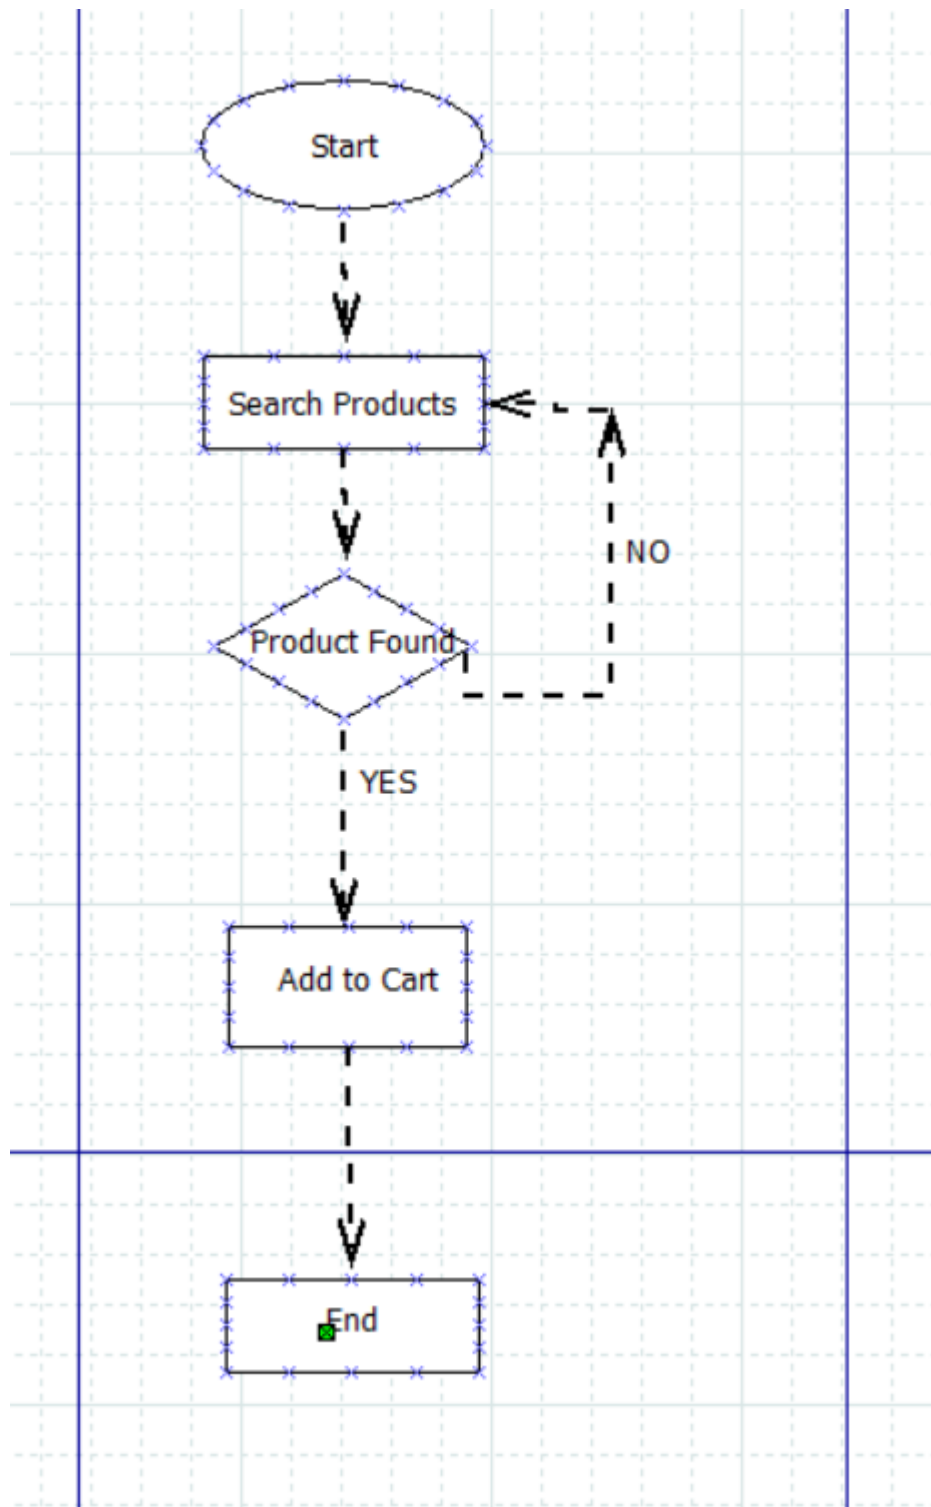 Start
Search Products
NO
Product Found
YES
Add to Cart
End